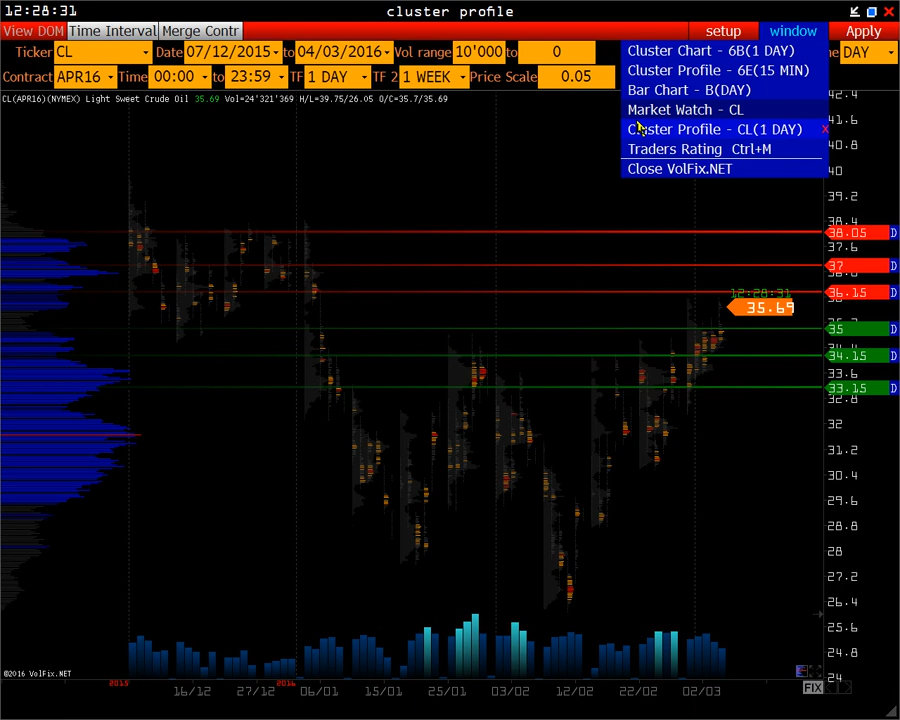 12:28:31 cluster profile
View DOM Time Interval Merge Contr setup window Apply
Ticker CL Date 07/12/2015 to 04/03/2016 Vol range 10'000 to 0 DAY
Contract APR16 Time 00:00 to 23:59 TF 1 DAY TF 2 1 WEEK Price Scale 0.05
Cluster Chart - 6B(1 DAY)
Cluster Profile - 6E(15 MIN)
Bar Chart - B(DAY)
Market Watch - CL
Cluster Profile - CL(1 DAY) x
Traders Rating Ctrl+M
Close VolFix.NET
CL(APR16)(NYMEX) Light Sweet Crude Oil 35.69 Vol=24'321'369 H/L=39.75/26.05 O/C=35.7/35.69
42.4
41.6
40.8
40
39.2
38.4
38.05 D
37.6
37 D
36.15 D
12:28:31
35.69
35 D
34.15 D
33.6
33.15 D
32.8
32
31.2
30.4
29.6
28.8
28
27.2
26.4
25.6
24.8
24
©2016 VolFix.NET
2015 2016
16/12 27/12 06/01 15/01 25/01 03/02 12/02 22/02 02/03 FIX